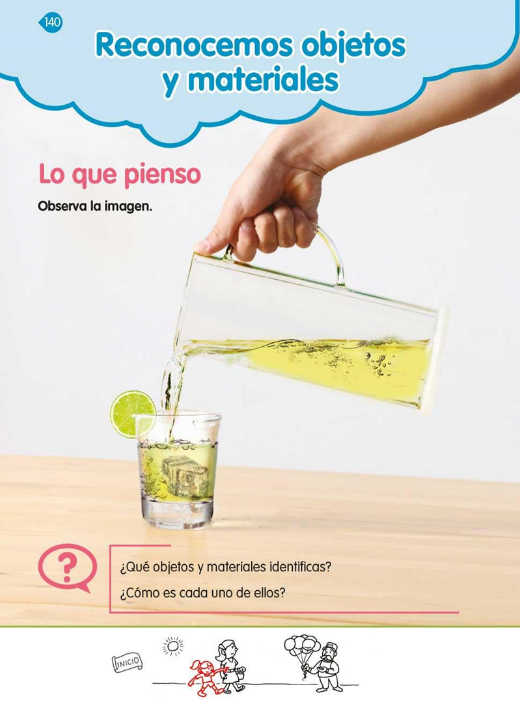 140
Reconocemos objetos
y materiales
Lo que pienso
Observa la imagen.
¿Qué objetos y materiales identificas?
¿Cómo es cada uno de ellos?
INICIO